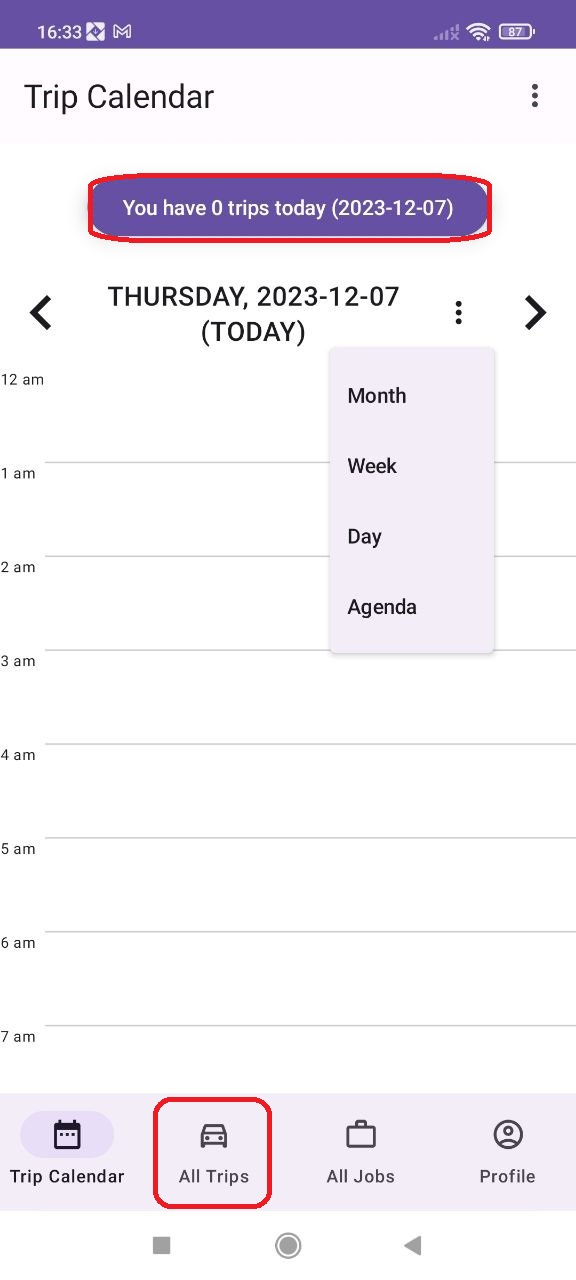 16:33
87
Trip Calendar
You have 0 trips today (2023-12-07)
THURSDAY, 2023-12-07
(TODAY)
12 am
Month
Week
1 am
Day
2 am
Agenda
3 am
4 am
5 am
6 am
7 am
Trip Calendar
All Trips
All Jobs
Profile